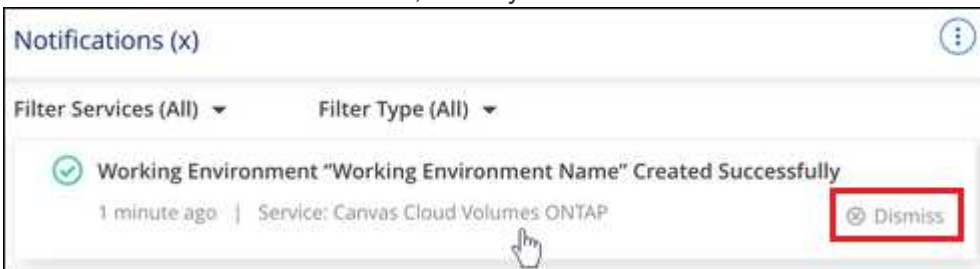 Notifications (x)
Filter Services (All) Filter Type (All)
Working Environment “Working Environment Name” Created Successfully
1 minute ago | Service: Canvas Cloud Volumes ONTAP Dismiss